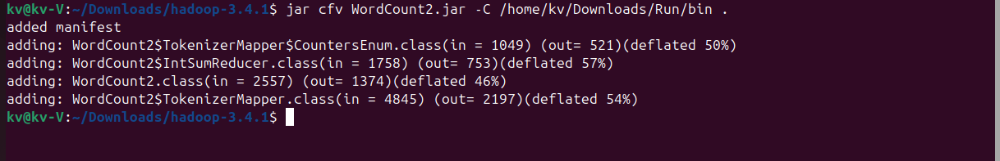 kv@kv-V:~/Downloads/hadoop-3.4.1$ jar cfv WordCount2.jar -C /home/kv/Downloads/Run/bin .
added manifest
adding: WordCount2$TokenizerMapper$CountersEnum.class(in = 1049) (out= 521)(deflated 50%)
adding: WordCount2$IntSumReducer.class(in = 1758) (out= 753)(deflated 57%)
adding: WordCount2.class(in = 2557) (out= 1374)(deflated 46%)
adding: WordCount2$TokenizerMapper.class(in = 4845) (out= 2197)(deflated 54%)
kv@kv-V:~/Downloads/hadoop-3.4.1$